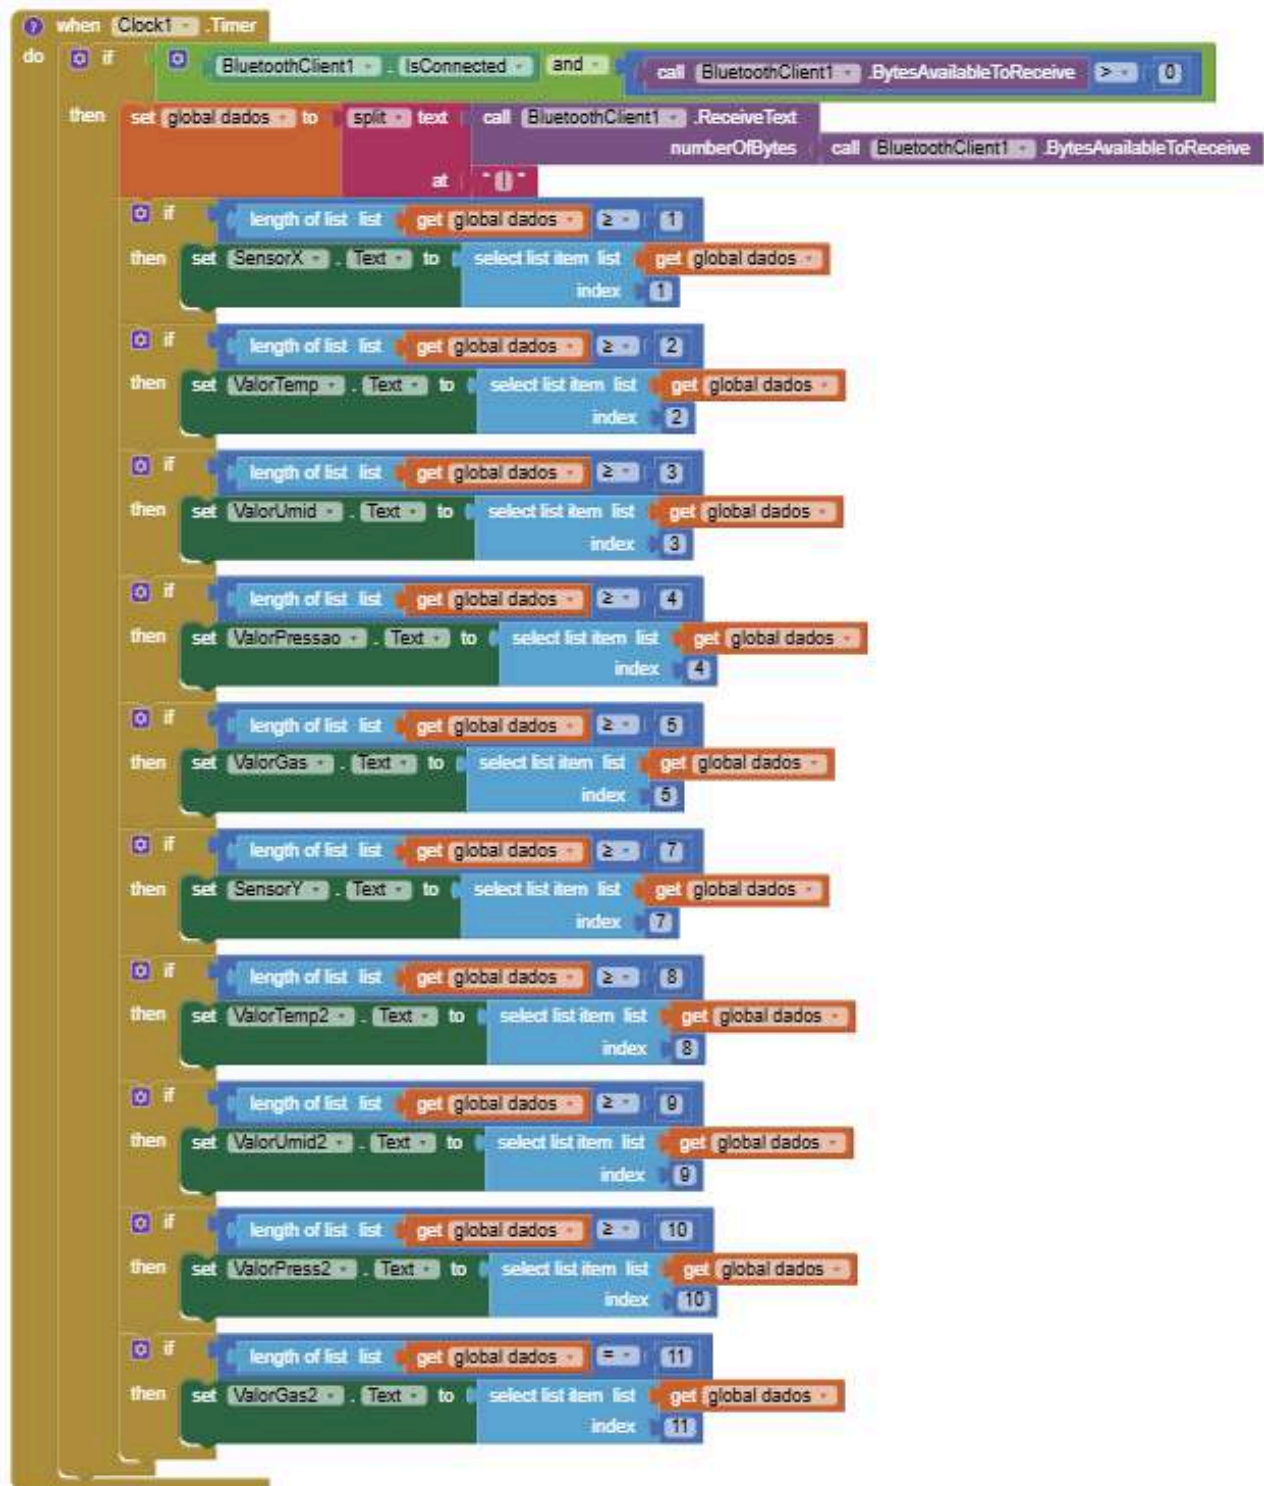 when Clock1 .Timer
do if BluetoothClient1 . IsConnected and call BluetoothClient1 .BytesAvailableToReceive > 0
then set global dados to split text call BluetoothClient1 .ReceiveText
numberOfBytes call BluetoothClient1 .BytesAvailableToReceive
at " | "
if length of list list get global dados ≥ 1
then set SensorX . Text to select list item list get global dados
index 1
if length of list list get global dados ≥ 2
then set ValorTemp . Text to select list item list get global dados
index 2
if length of list list get global dados ≥ 3
then set ValorUmid . Text to select list item list get global dados
index 3
if length of list list get global dados ≥ 4
then set ValorPressao . Text to select list item list get global dados
index 4
if length of list list get global dados ≥ 5
then set ValorGas . Text to select list item list get global dados
index 5
if length of list list get global dados ≥ 7
then set SensorY . Text to select list item list get global dados
index 7
if length of list list get global dados ≥ 8
then set ValorTemp2 . Text to select list item list get global dados
index 8
if length of list list get global dados ≥ 9
then set ValorUmid2 . Text to select list item list get global dados
index 9
if length of list list get global dados ≥ 10
then set ValorPress2 . Text to select list item list get global dados
index 10
if length of list list get global dados = 11
then set ValorGas2 . Text to select list item list get global dados
index 11